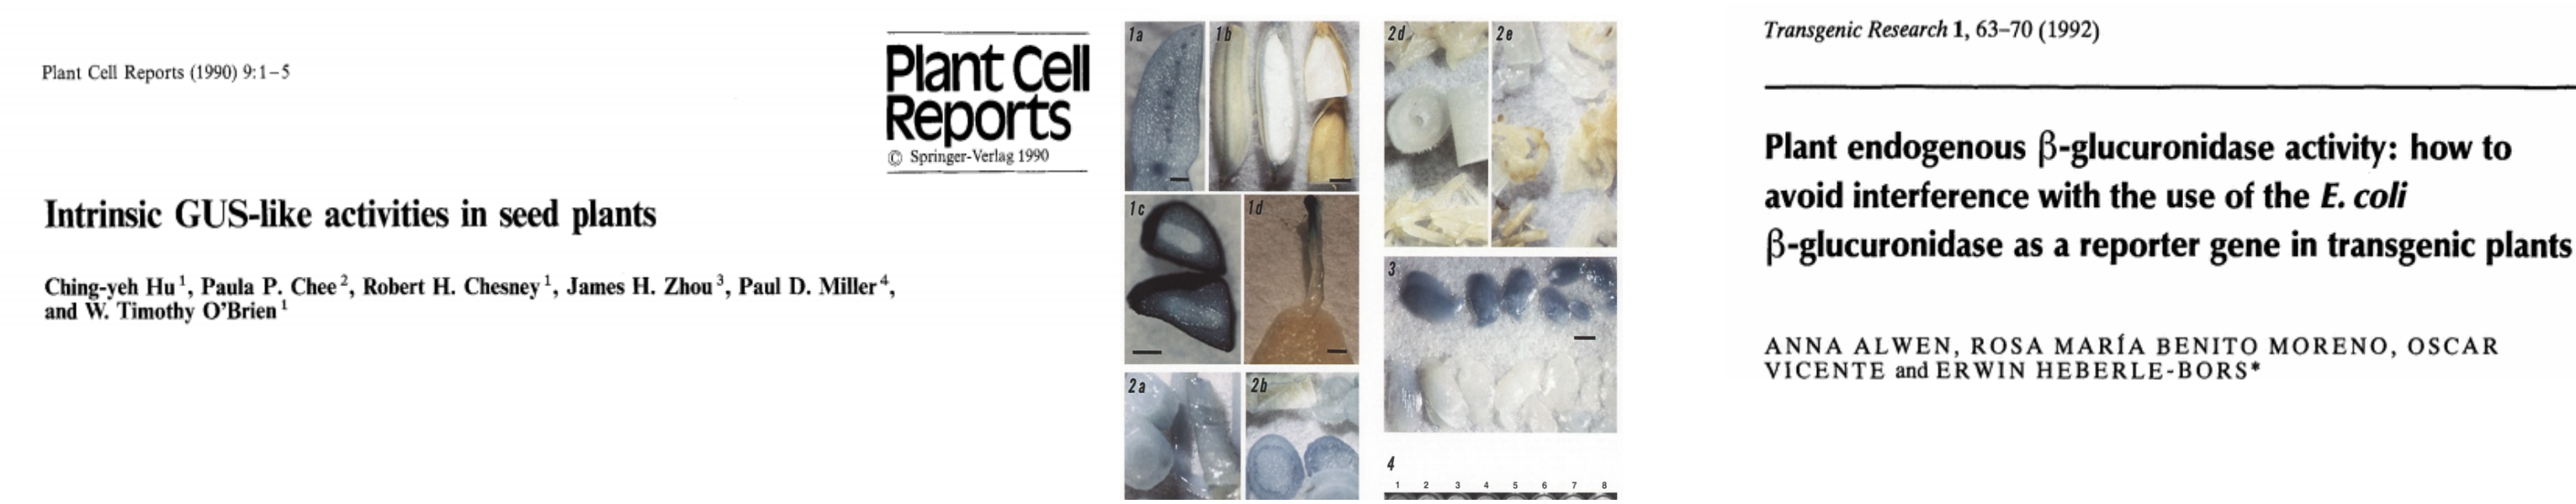 Plant Cell Reports (1990) 9:1–5
Plant Cell
Reports
© Springer-Verlag 1990
Intrinsic GUS-like activities in seed plants
Ching-yeh Hu 1, Paula P. Chee 2, Robert H. Chesney 1, James H. Zhou 3, Paul D. Miller 4,
and W. Timothy O'Brien 1
1a
1b
1c
1d
2a
2b
2d
2e
3
4
1 2 3 4 5 6 7 8
Transgenic Research 1, 63–70 (1992)
Plant endogenous β-glucuronidase activity: how to
avoid interference with the use of the E. coli
β-glucuronidase as a reporter gene in transgenic plants
ANNA ALWEN, ROSA MARÍA BENITO MORENO, OSCAR
VICENTE and ERWIN HEBERLE-BORS*